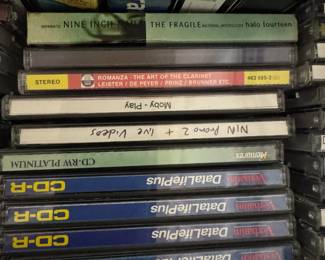 NINE INCH NAILS THE FRAGILE halo fourteen
STEREO ROMANZA - THE ART OF THE CLARINET
LEISTER / DE PEYER / PRINZ / BRUNNER ETC.
Moby - Play
NIN Promo 2 + live Videos
Memorex CD-RW PLATINUM
Verbatim DataLifePlus CD-R
Verbatim DataLifePlus CD-R
Verbatim DataLifePlus CD-R
Verbatim DataLifePlus CD-R